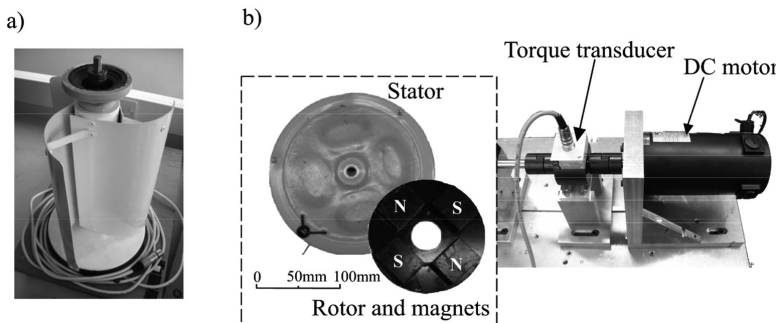 a)
b)
Torque transducer
DC motor
Stator
N S
S N
0 50mm 100mm
Rotor and magnets